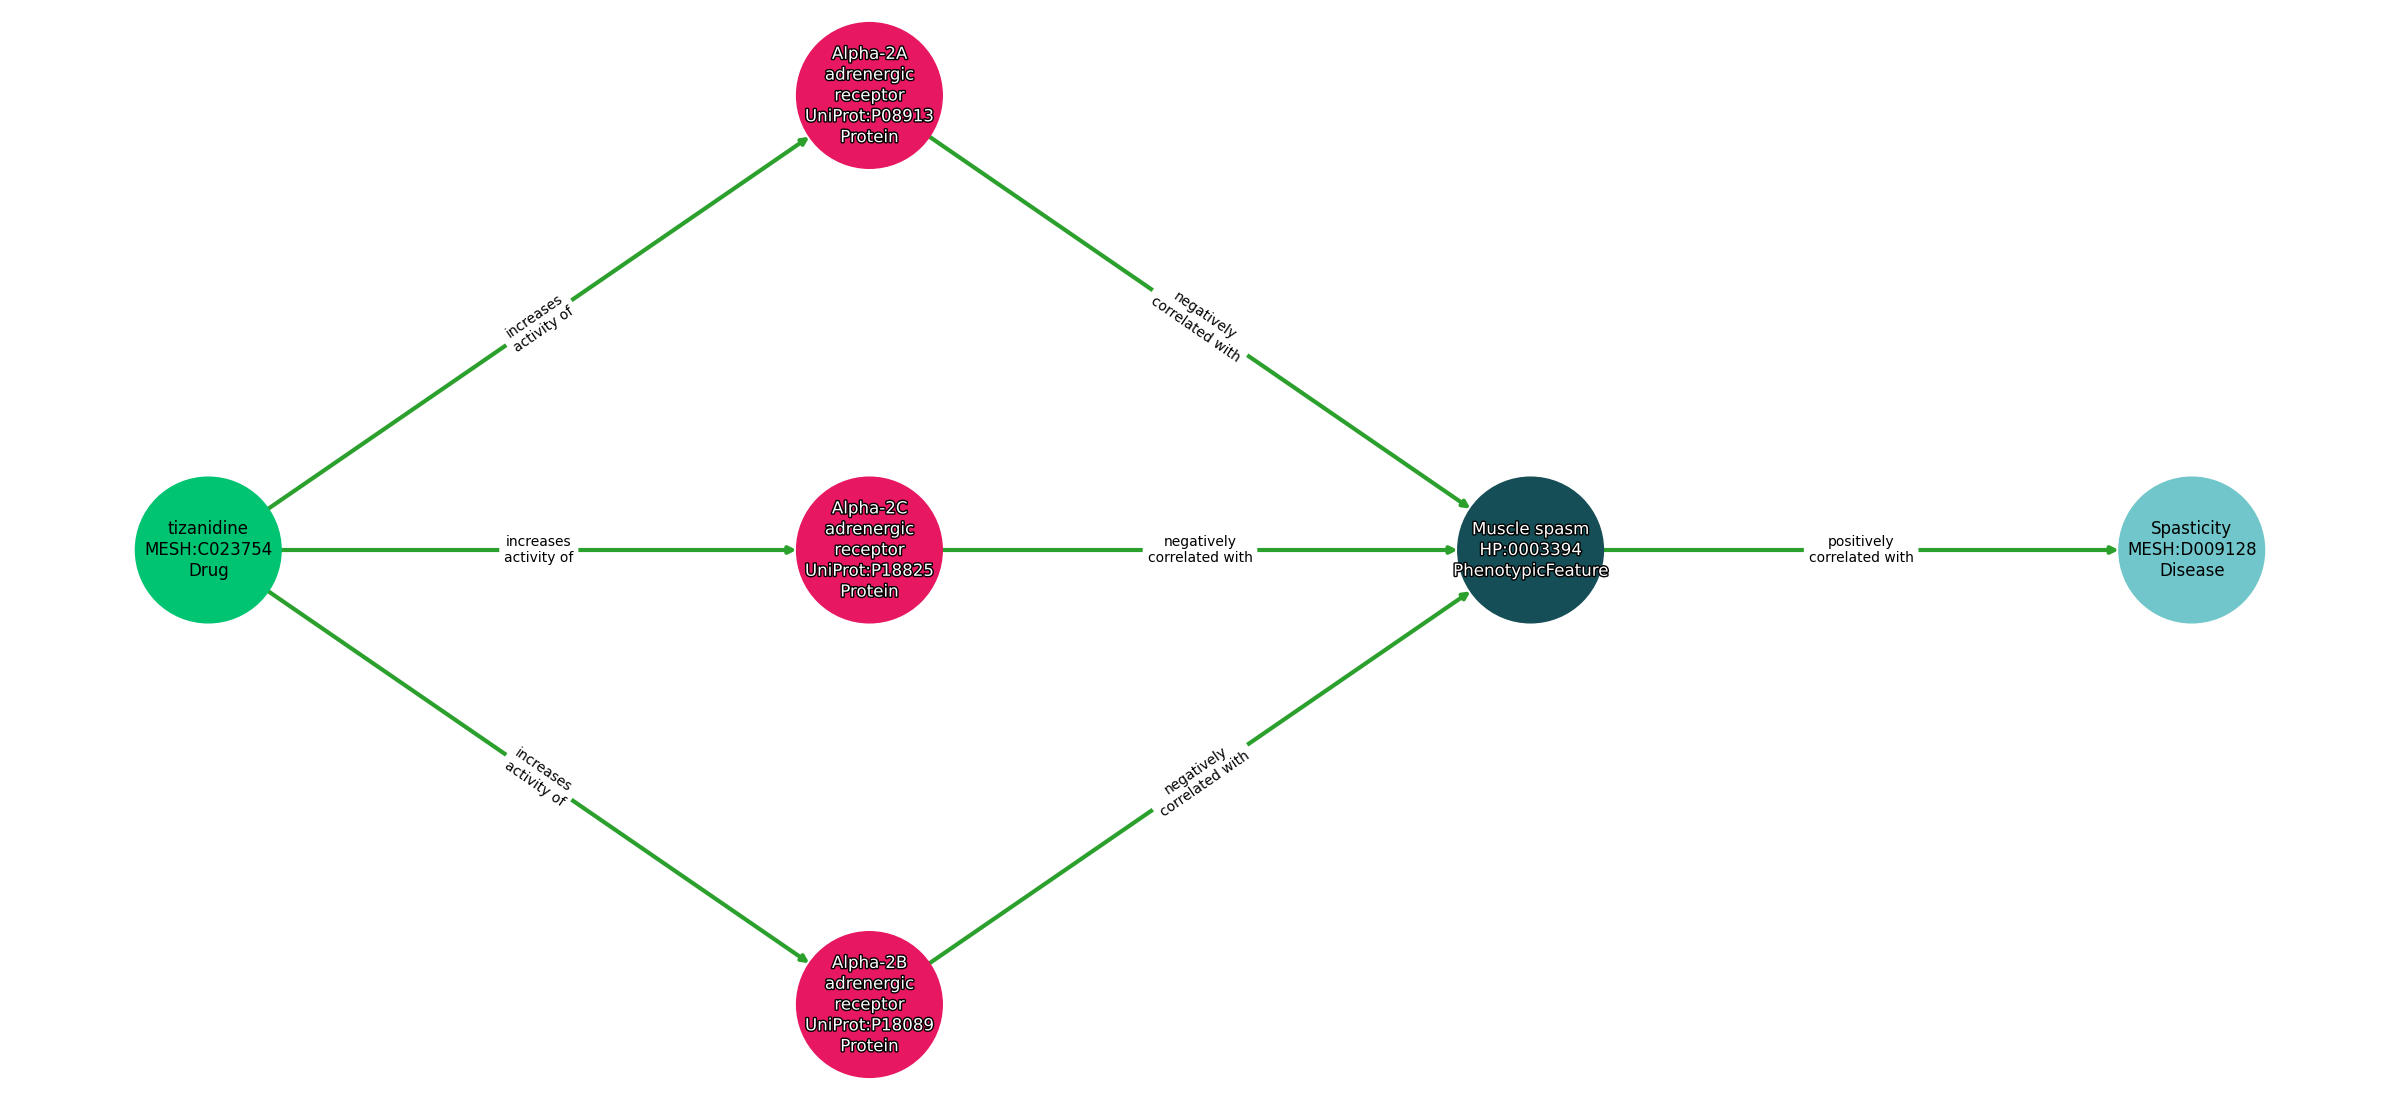 Alpha-2A
adrenergic
receptor
UniProt:P08913
Protein
increases
activity of
negatively
correlated with
tizanidine
MESH:C023754
Drug
increases
activity of
Alpha-2C
adrenergic
receptor
UniProt:P18825
Protein
negatively
correlated with
Muscle spasm
HP:0003394
PhenotypicFeature
positively
correlated with
Spasticity
MESH:D009128
Disease
increases
activity of
negatively
correlated with
Alpha-2B
adrenergic
receptor
UniProt:P18089
Protein